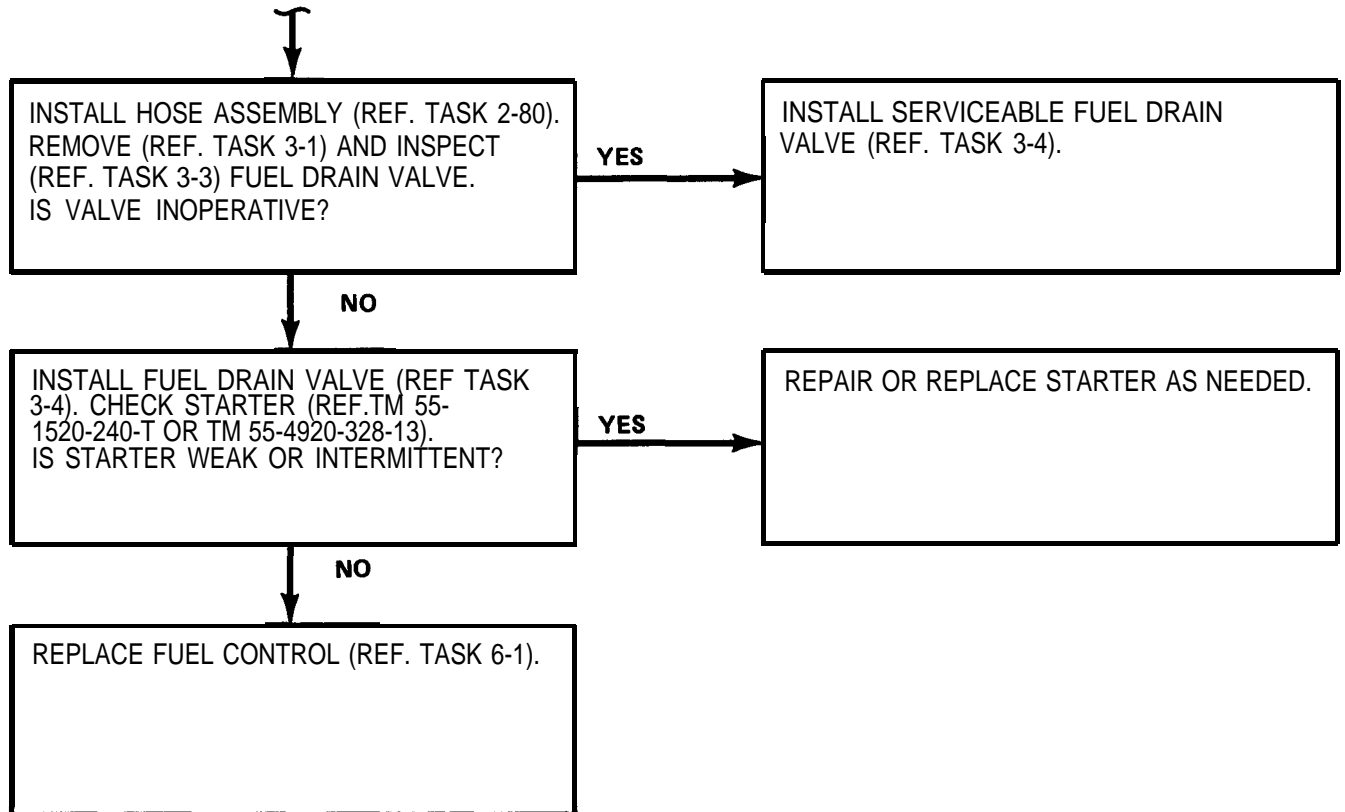 INSTALL HOSE ASSEMBLY (REF. TASK 2-80).
REMOVE (REF. TASK 3-1) AND INSPECT
(REF. TASK 3-3) FUEL DRAIN VALVE.
IS VALVE INOPERATIVE?
YES
INSTALL SERVICEABLE FUEL DRAIN
VALVE (REF. TASK 3-4).
NO
INSTALL FUEL DRAIN VALVE (REF TASK
3-4). CHECK STARTER (REF.TM 55-
1520-240-T OR TM 55-4920-328-13).
IS STARTER WEAK OR INTERMITTENT?
YES
REPAIR OR REPLACE STARTER AS NEEDED.
NO
REPLACE FUEL CONTROL (REF. TASK 6-1).